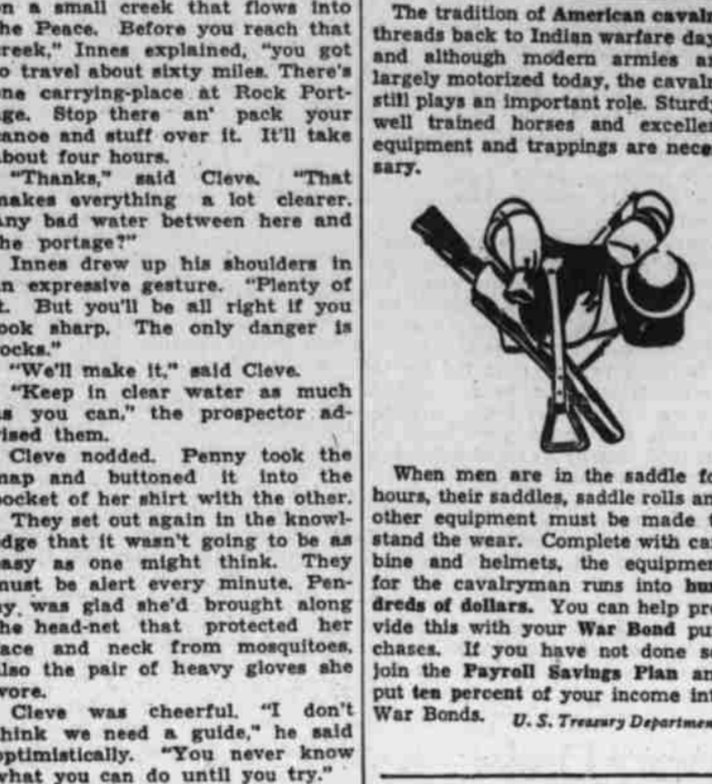 on a small creek that flows into
the Peace. Before you reach that
creek," Innes explained, "you got
to travel about sixty miles. There's
one carrying-place at Rock Port-
age. Stop there an' pack your
canoe and stuff over it. It'll take
about four hours.
"Thanks," said Cleve. "That
makes everything a lot clearer.
Any bad water between here and
the portage?"
Innes drew up his shoulders in
an expressive gesture. "Plenty of
it. But you'll be all right if you
look sharp. The only danger is
rocks."
"We'll make it," said Cleve.
"Keep in clear water as much
as you can," the prospector ad-
vised them.
Cleve nodded. Penny took the
map and buttoned it into the
pocket of her shirt with the other.
They set out again in the knowl-
edge that it wasn't going to be as
easy as one might think. They
must be alert every minute. Pen-
ny was glad she'd brought along
the head-net that protected her
face and neck from mosquitoes,
also the pair of heavy gloves she
wore.
Cleve was cheerful. "I don't
think we need a guide," he said
optimistically. "You never know
what you can do until you try."
The tradition of American cavalr
threads back to Indian warfare day
and although modern armies ar
largely motorized today, the cavalr
still plays an important role. Sturdy
well trained horses and exceller
equipment and trappings are nece
sary.
When men are in the saddle fo
hours, their saddles, saddle rolls an
other equipment must be made t
stand the wear. Complete with car
bine and helmets, the equipmen
for the cavalryman runs into hun
dreds of dollars. You can help pro
vide this with your War Bond pur
chases. If you have not done so
join the Payroll Savings Plan an
put ten percent of your income int
War Bonds.
U. S. Treasury Departmen